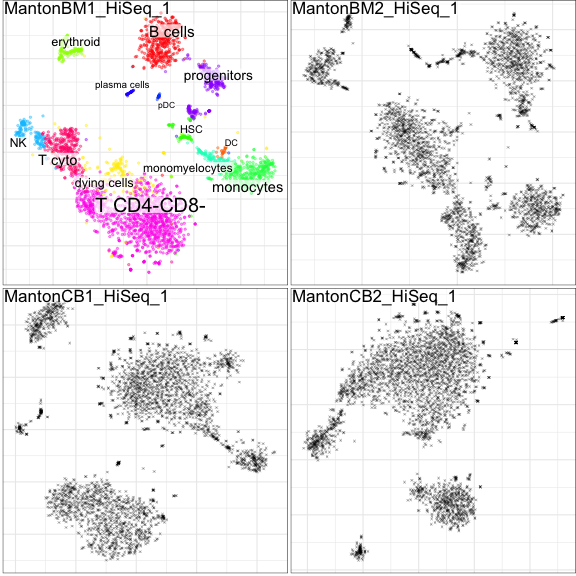 MantonBM1_HiSeq_1
MantonBM2_HiSeq_1
B cells
erythroid
progenitors
plasma cells
pDC
HSC
NK
DC
T cyto
monomyelocytes
dying cells
monocytes
T CD4-CD8-
MantonCB1_HiSeq_1
MantonCB2_HiSeq_1